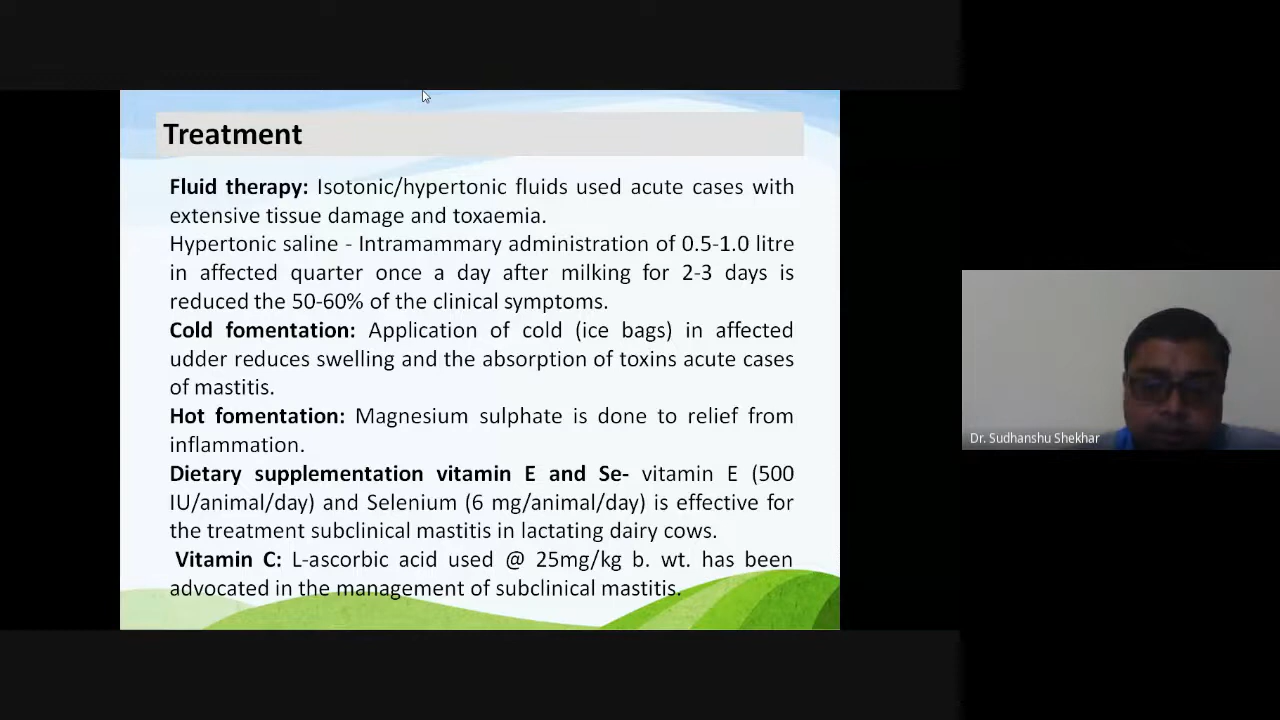 Treatment
Fluid therapy: Isotonic/hypertonic fluids used acute cases with
extensive tissue damage and toxaemia.
Hypertonic saline - Intramammary administration of 0.5-1.0 litre
in affected quarter once a day after milking for 2-3 days is
reduced the 50-60% of the clinical symptoms.
Cold fomentation: Application of cold (ice bags) in affected
udder reduces swelling and the absorption of toxins acute cases
of mastitis.
Hot fomentation: Magnesium sulphate is done to relief from
inflammation.
Dietary supplementation vitamin E and Se- vitamin E (500
IU/animal/day) and Selenium (6 mg/animal/day) is effective for
the treatment subclinical mastitis in lactating dairy cows.
Vitamin C: L-ascorbic acid used @ 25mg/kg b. wt. has been
advocated in the management of subclinical mastitis.
Dr. Sudhanshu Shekhar